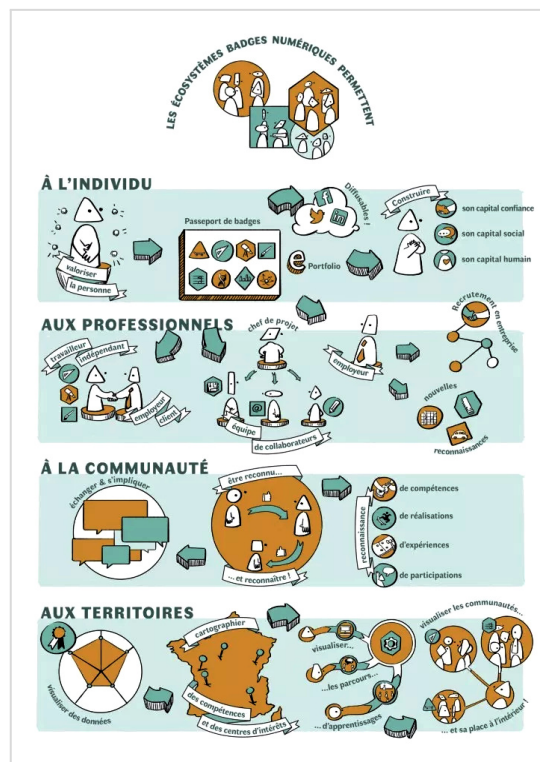 LES ÉCOSYSTÈMES BADGES NUMÉRIQUES PERMETTENT
À L'INDIVIDU
valoriser
la personne
Passeport de badges
Diffusables !
e Portfolio
Construire
son capital confiance
son capital social
son capital humain
AUX PROFESSIONNELS
travailleur
indépendant
employeur
client
chef de projet
équipe
de collaborateurs
employeur
Recrutement en entreprise
nouvelles
reconnaissances
À LA COMMUNAUTÉ
échanger & s'impliquer
être reconnu...
... et reconnaître !
reconnaissance
de compétences
de réalisations
d'expériences
de participations
AUX TERRITOIRES
visualiser des données
cartographier
des compétences
et des centres d'intérêts
visualiser...
...les parcours...
...d'apprentissages
visualiser les communautés...
... et sa place à l'intérieur !